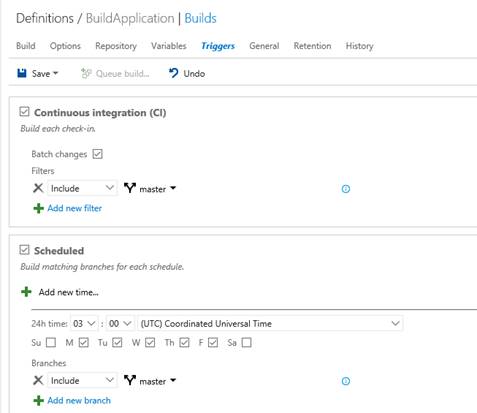 Definitions / BuildApplication | Builds
Build Options Repository Variables Triggers General Retention History
Save Queue build... Undo
Continuous integration (CI)
Build each check-in.
Batch changes
Filters
Include master
Add new filter
Scheduled
Build matching branches for each schedule.
Add new time...
24h time: 03 : 00 (UTC) Coordinated Universal Time
Su M Tu W Th F Sa
Branches
Include master
Add new branch